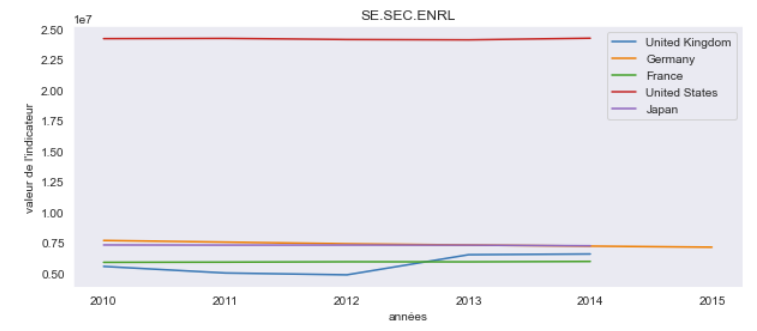 SE.SEC.ENRL
1e7
2.50
2.25
2.00
1.75
1.50
1.25
1.00
0.75
0.50
valeur de l'indicateur
United Kingdom
Germany
France
United States
Japan
2010 2011 2012 2013 2014 2015
années